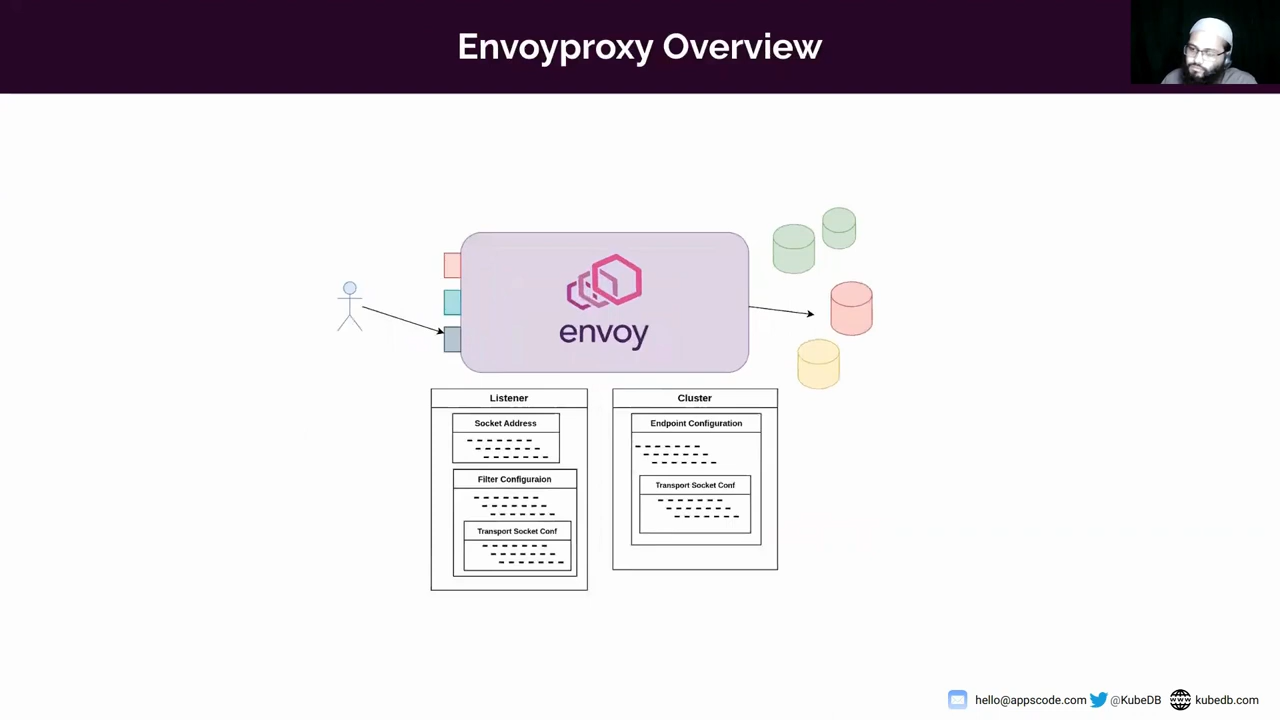 Envoyproxy Overview
envoy
Listener
Socket Address
Filter Configuraion
Transport Socket Conf
Cluster
Endpoint Configuration
Transport Socket Conf
hello@appscode.com @KubeDB www kubedb.com